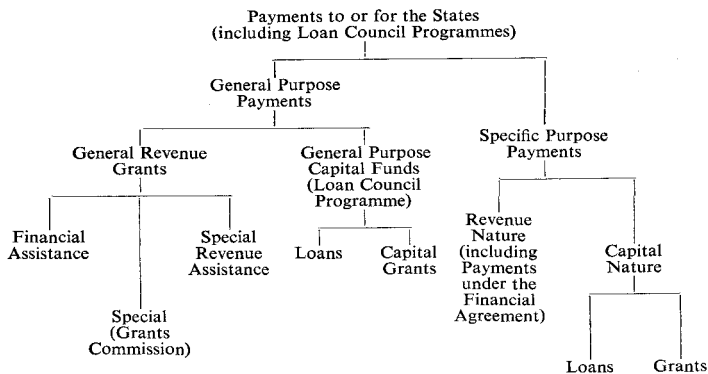 Payments to or for the States
(including Loan Council Programmes)
General Purpose
Payments
Specific Purpose
Payments
General Revenue
Grants
General Purpose
Capital Funds
(Loan Council
Programme)
Financial
Assistance
Special
(Grants
Commission)
Special
Revenue
Assistance
Loans
Capital
Grants
Revenue
Nature
(including
Payments
under the
Financial
Agreement)
Capital
Nature
Loans
Grants